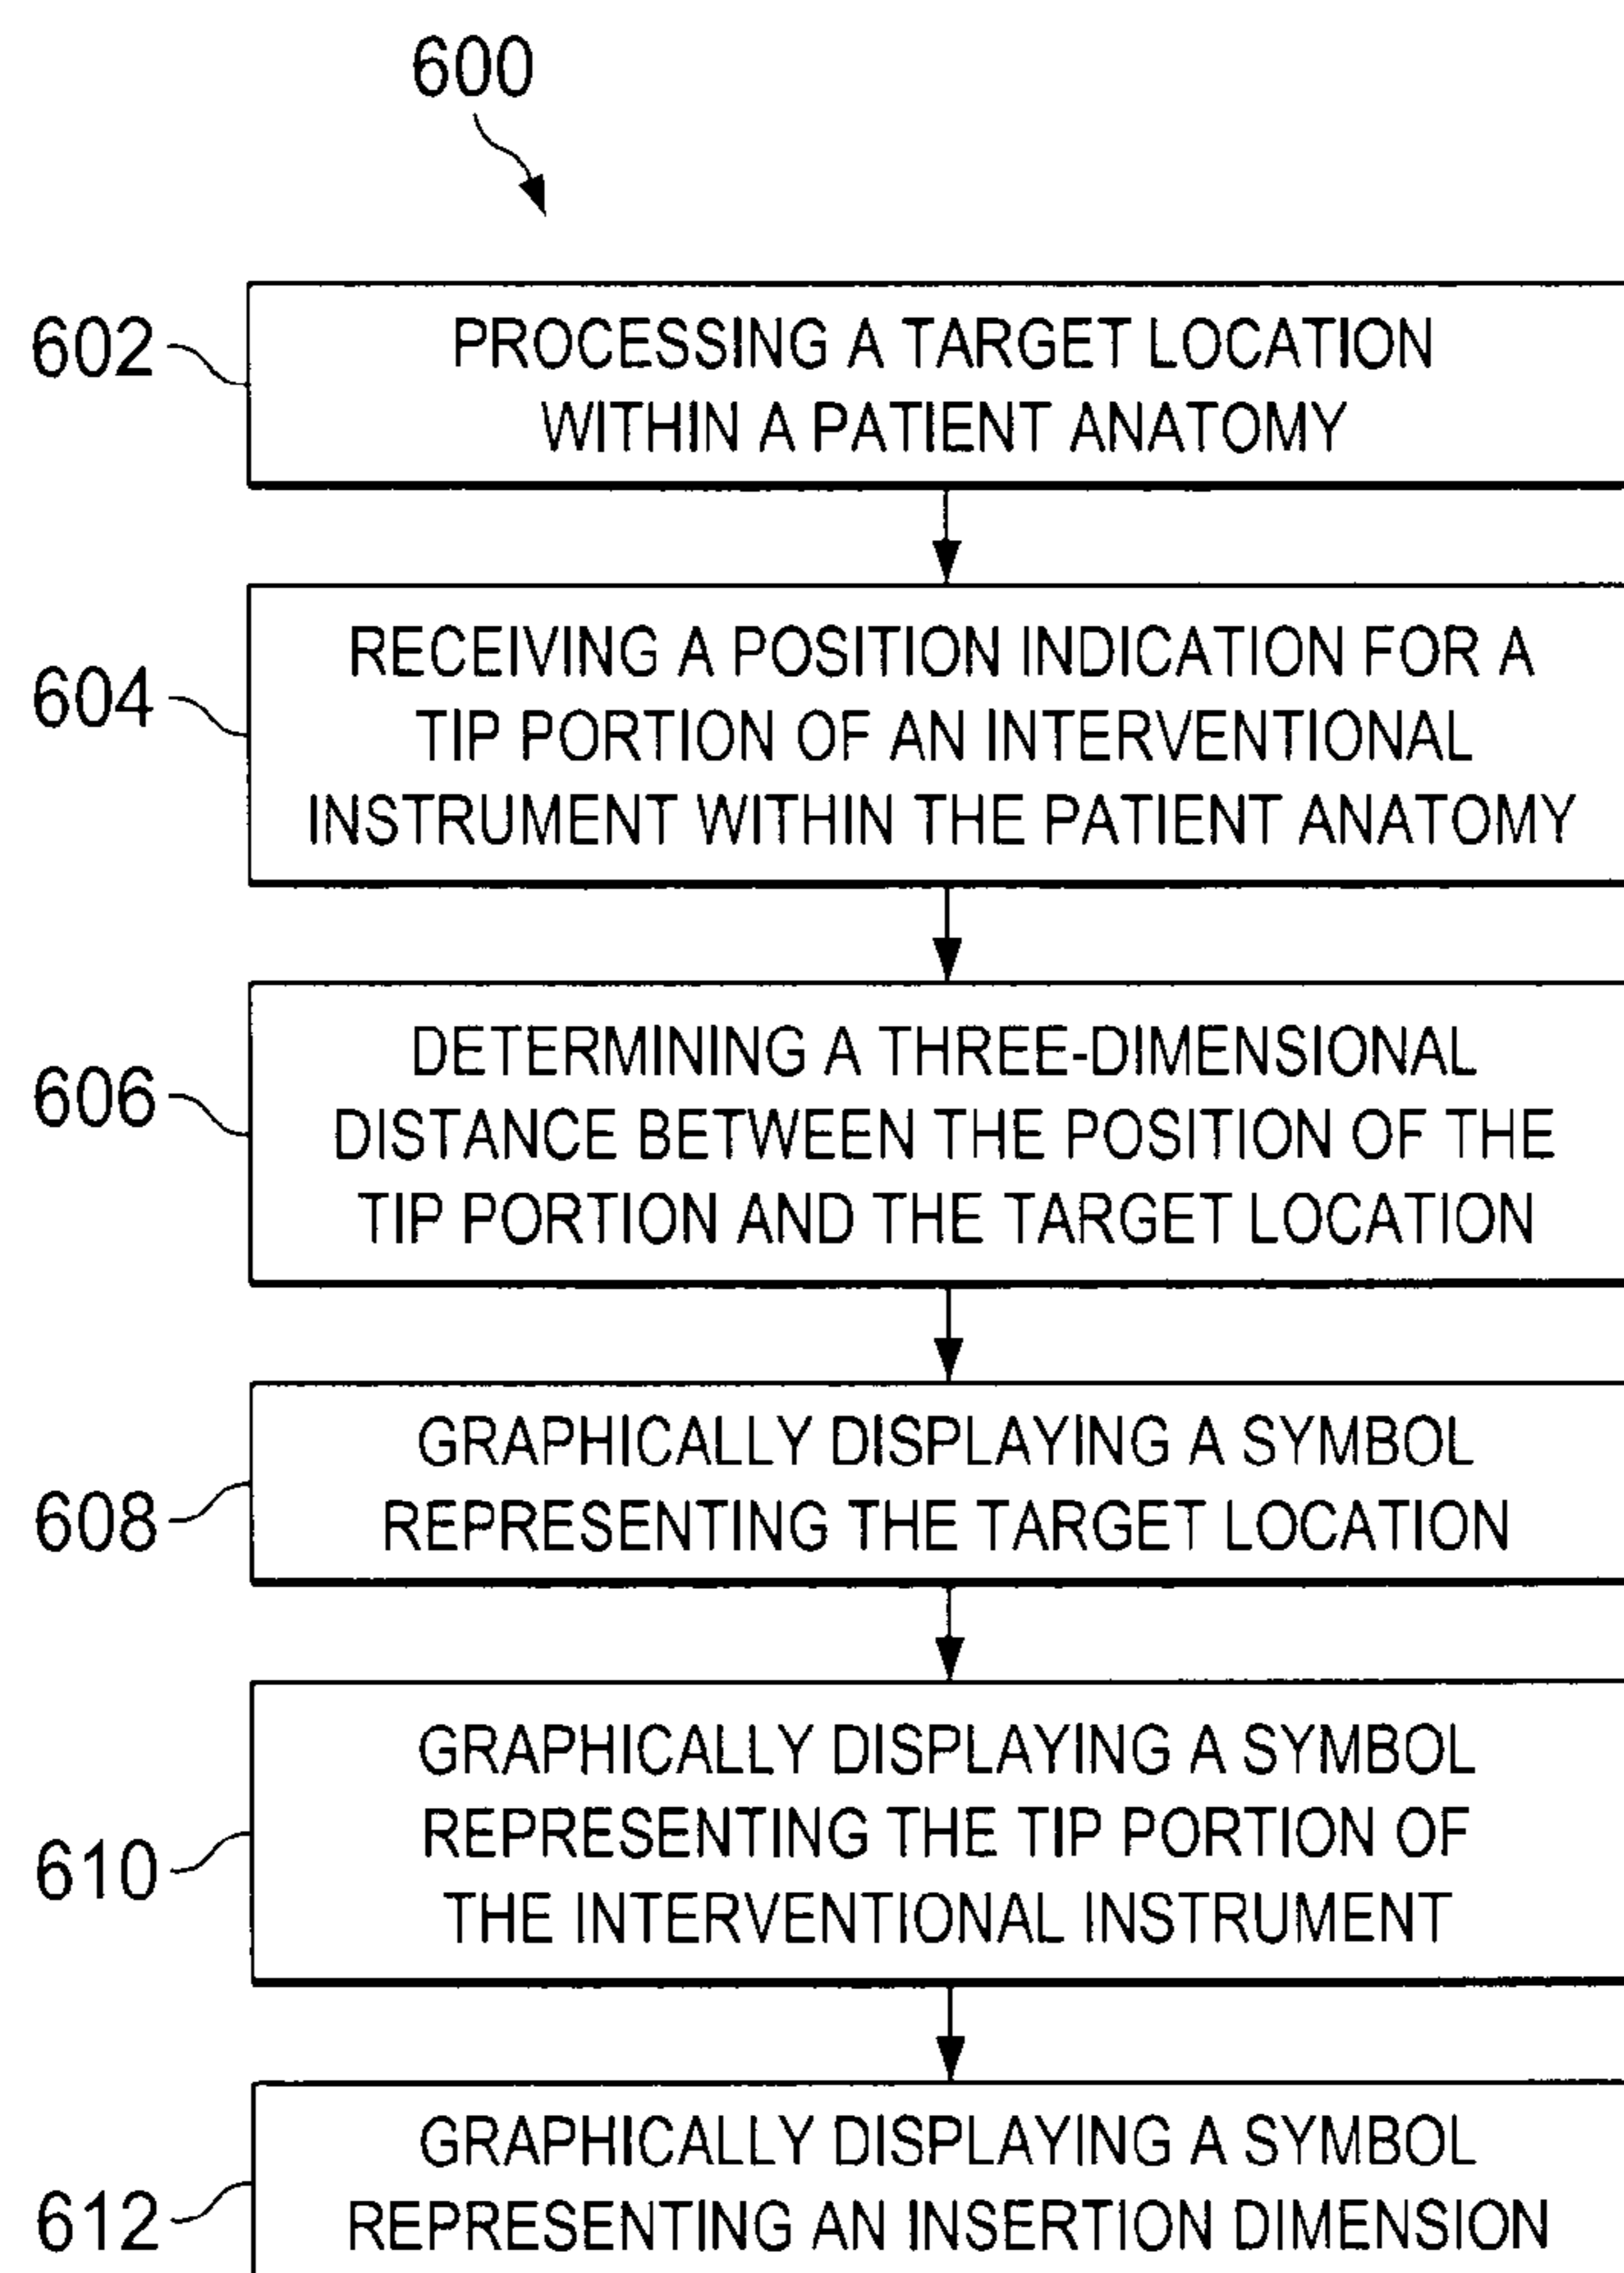 600
602
PROCESSING A TARGET LOCATION
WITHIN A PATIENT ANATOMY
604
RECEIVING A POSITION INDICATION FOR A
TIP PORTION OF AN INTERVENTIONAL
INSTRUMENT WITHIN THE PATIENT ANATOMY
606
DETERMINING A THREE-DIMENSIONAL
DISTANCE BETWEEN THE POSITION OF THE
TIP PORTION AND THE TARGET LOCATION
608
GRAPHICALLY DISPLAYING A SYMBOL
REPRESENTING THE TARGET LOCATION
610
GRAPHICALLY DISPLAYING A SYMBOL
REPRESENTING THE TIP PORTION OF
THE INTERVENTIONAL INSTRUMENT
612
GRAPHICALLY DISPLAYING A SYMBOL
REPRESENTING AN INSERTION DIMENSION